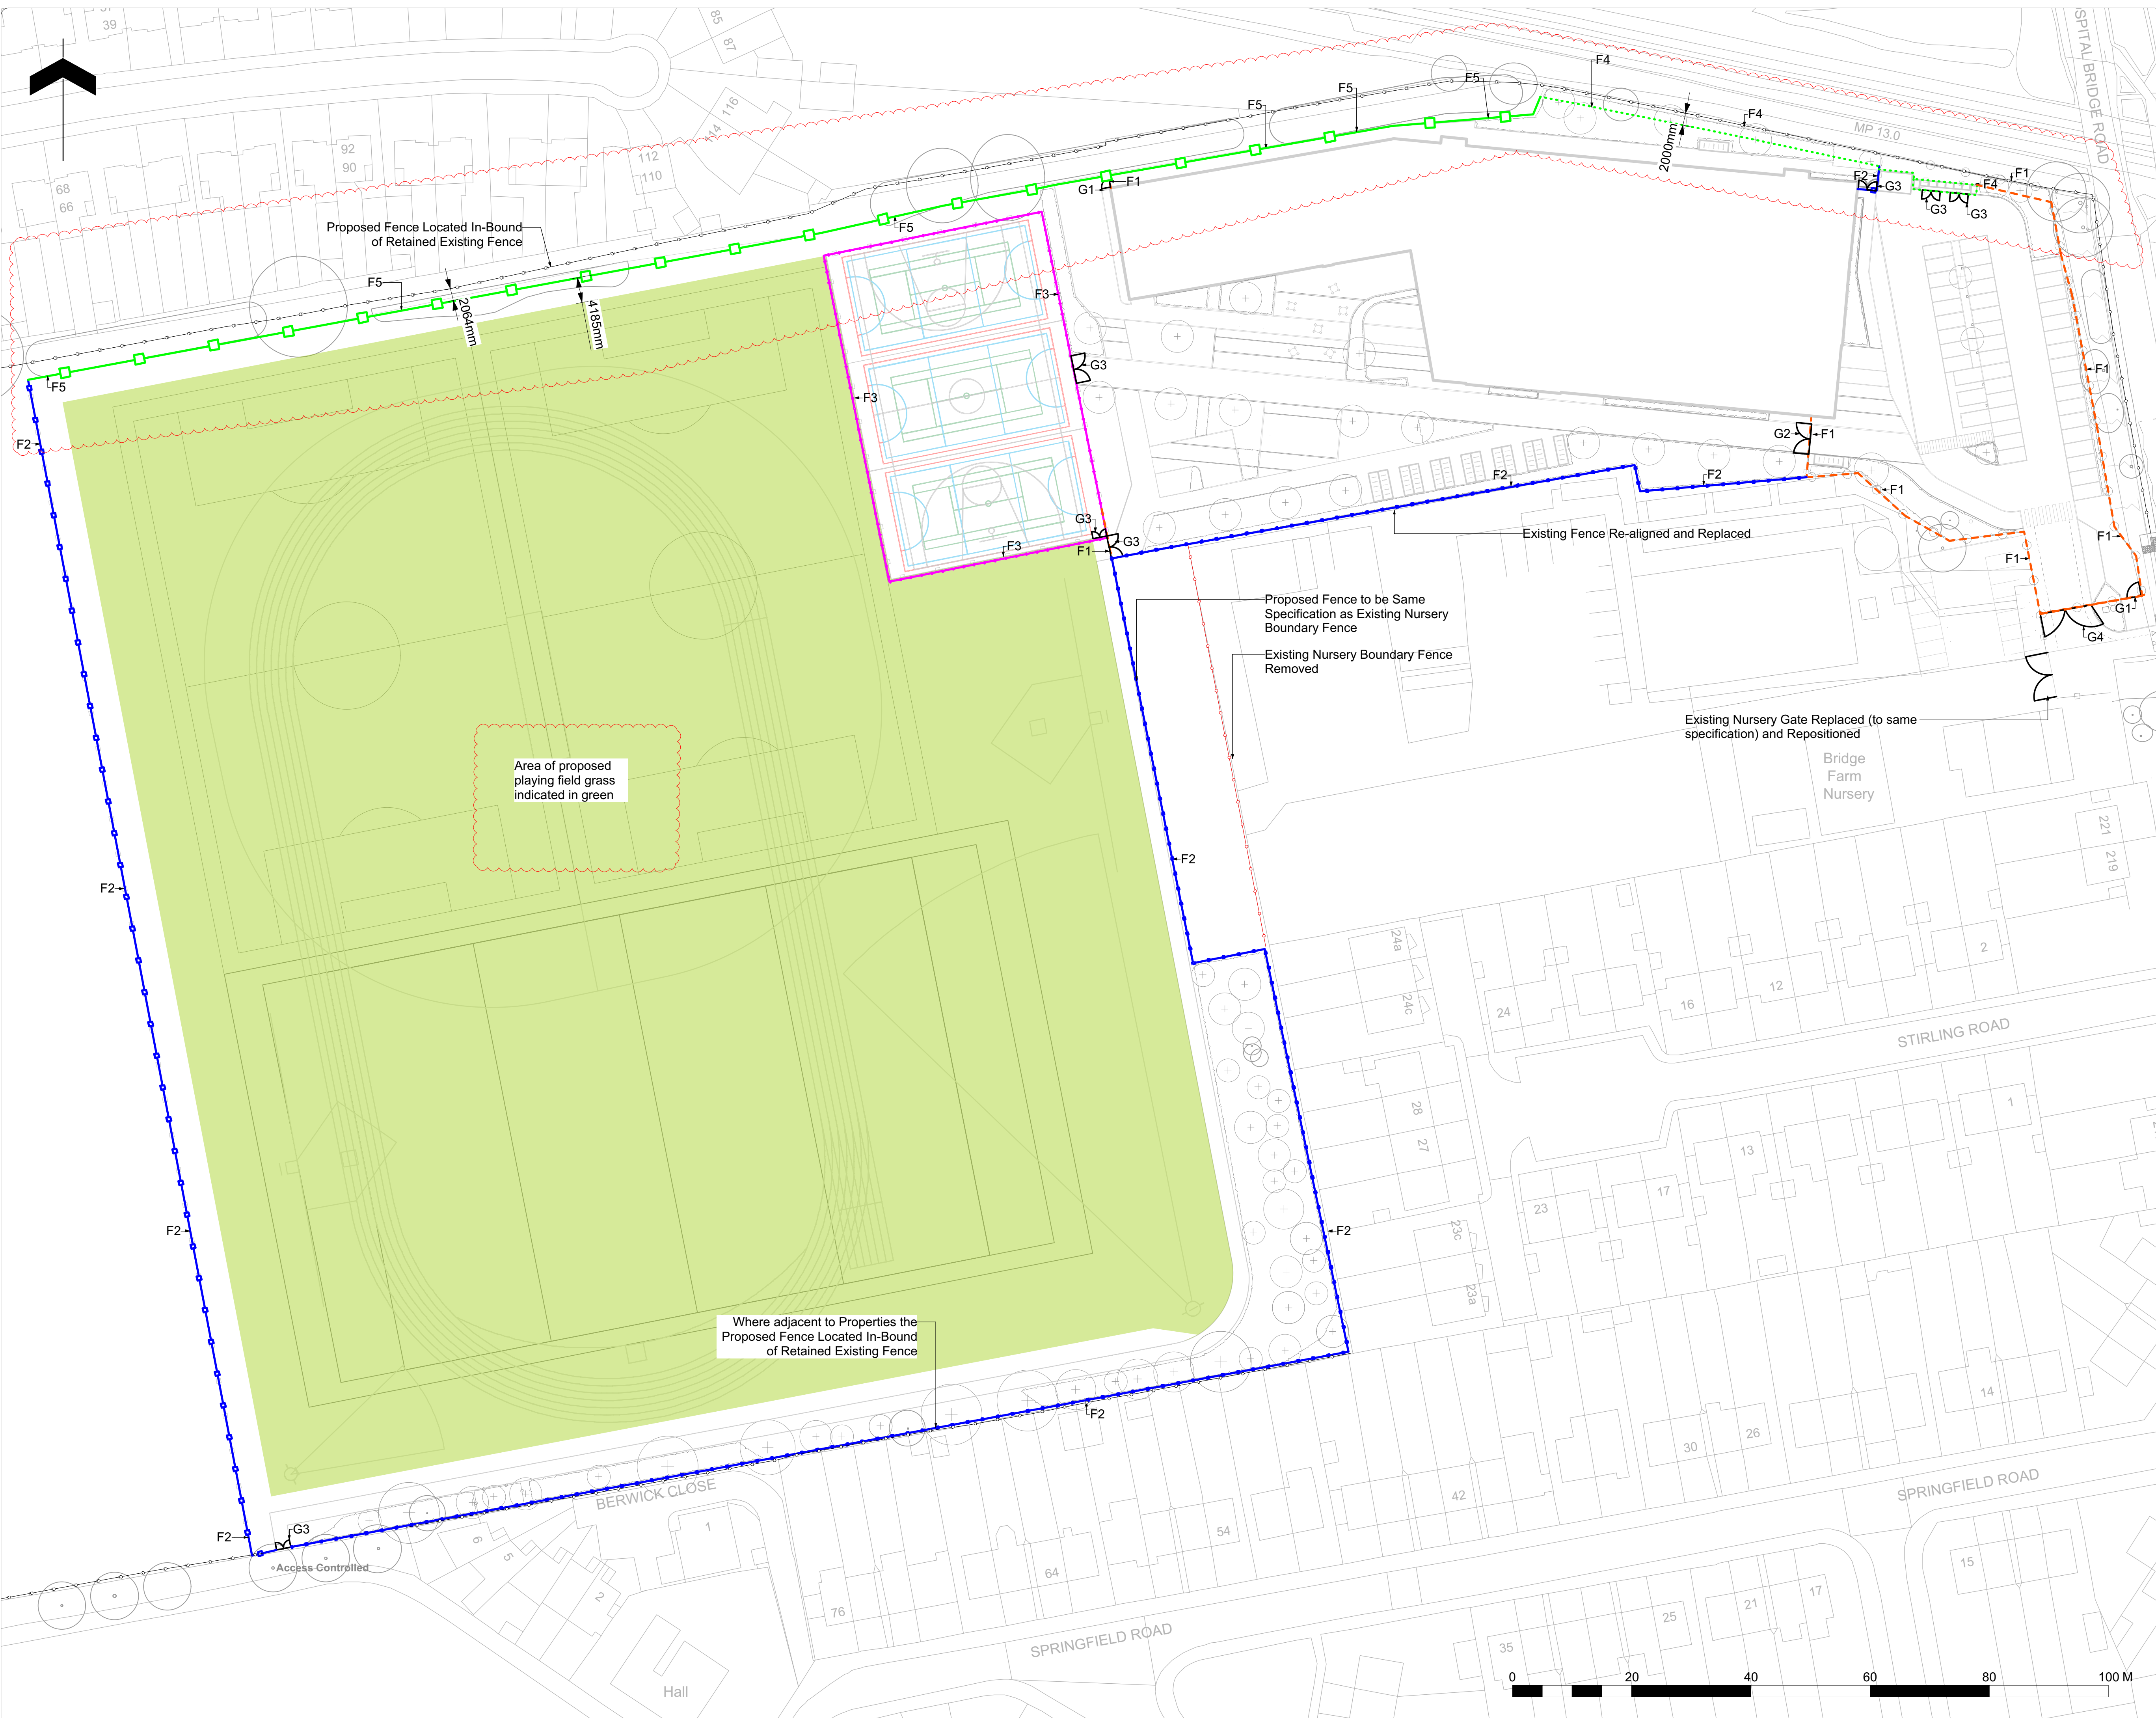 39
85
87
SPITAL BRIDGE ROAD
F4
F5
F5
F5
F4
MP 13.0
2000mm
116
114
92
90
112
110
68
66
G1
F1
F2
G3
F4
F1
G3
G3
Proposed Fence Located In-Bound
of Retained Existing Fence
F5
F5
2064mm
4185mm
F3
F5
G3
F3
F1
F2
G2
F1
F2
F2
F1
Existing Fence Re-aligned and Replaced
G3
G3
F1
F3
F1
F1
G1
G4
Proposed Fence to be Same
Specification as Existing Nursery
Boundary Fence
Existing Nursery Boundary Fence
Removed
Existing Nursery Gate Replaced (to same
specification) and Repositioned
Bridge
Farm
Nursery
Area of proposed
playing field grass
indicated in green
221
219
F2
F2
24a
24c
24
16
12
2
STIRLING ROAD
28
27
1
13
17
23
F2
F2
23c
23a
Where adjacent to Properties the
Proposed Fence Located In-Bound
of Retained Existing Fence
F2
14
26
30
42
54
64
76
BERWICK CLOSE
SPRINGFIELD ROAD
1
6
5
2
F2
G3
Access Controlled
15
17
21
25
35
SPRINGFIELD ROAD
Hall
0 20 40 60 80 100 M